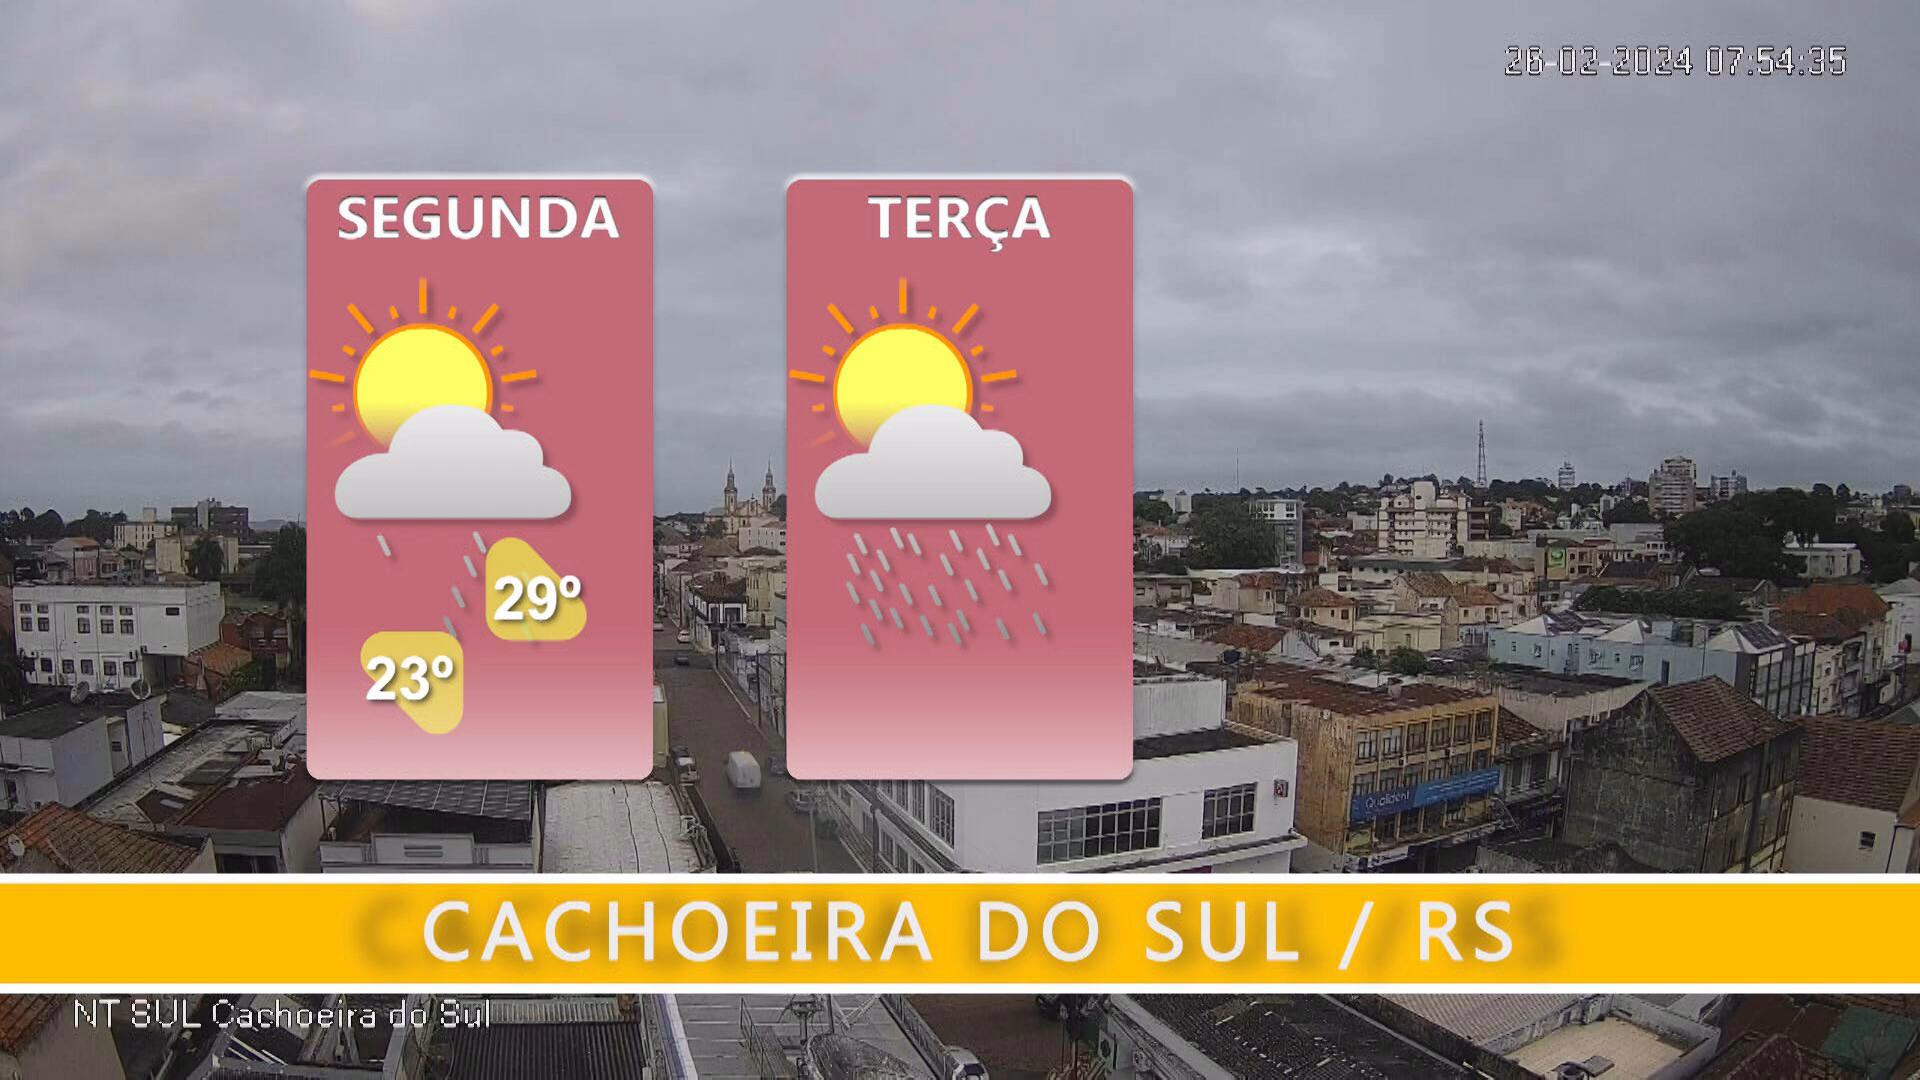 26-02-2024 07:54:35
SEGUNDA
TERÇA
29º
23º
Qualident
CACHOEIRA DO SUL / RS
NT SUL Cachoeira do Sul